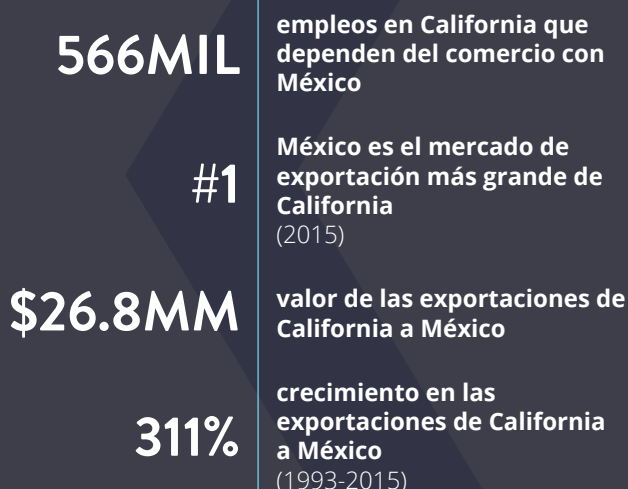 566MIL
empleos en California que
dependen del comercio con
México
#1
México es el mercado de
exportación más grande de
California
(2015)
$26.8MM
valor de las exportaciones de
California a México
311%
crecimiento en las
exportaciones de California
a México
(1993-2015)